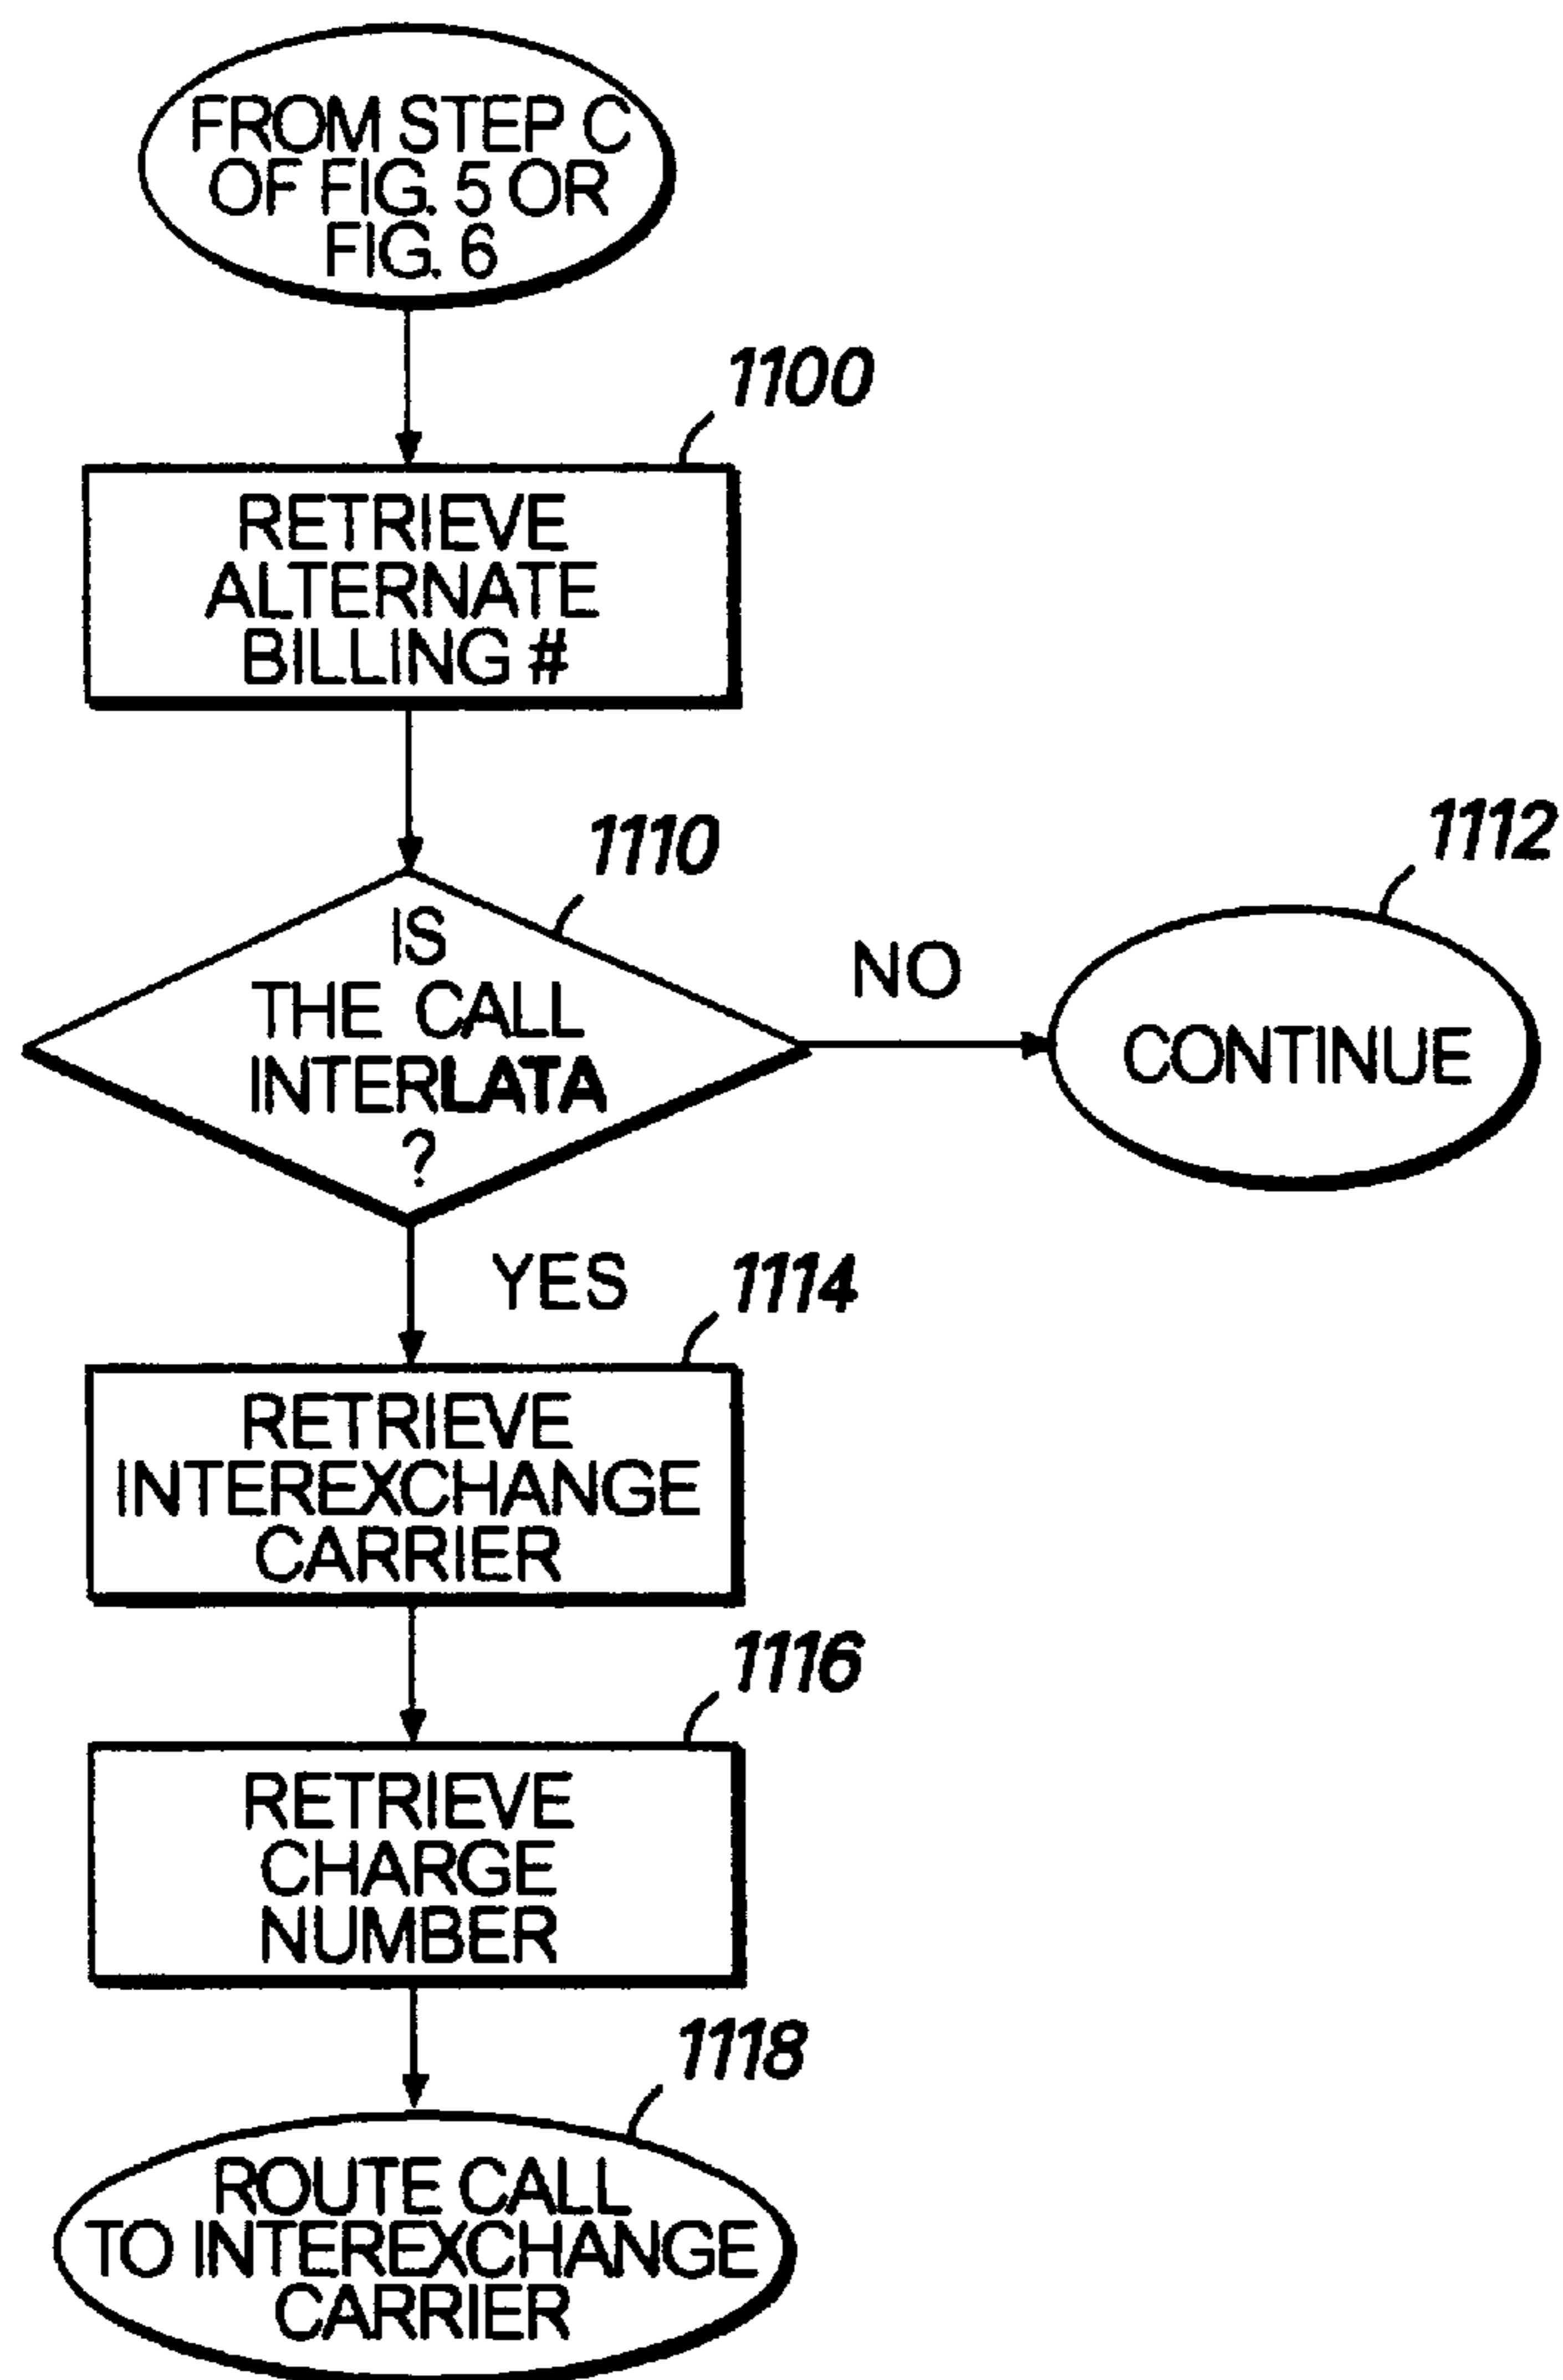 FROM STEP C
OF FIG. 5 OR
FIG. 6
1100
RETRIEVE
ALTERNATE
BILLING #
1110
IS
THE CALL
INTERLATA
?
NO
1112
CONTINUE
YES
1114
RETRIEVE
INTEREXCHANGE
CARRIER
1116
RETRIEVE
CHARGE
NUMBER
1118
ROUTE CALL
TO INTEREXCHANGE
CARRIER